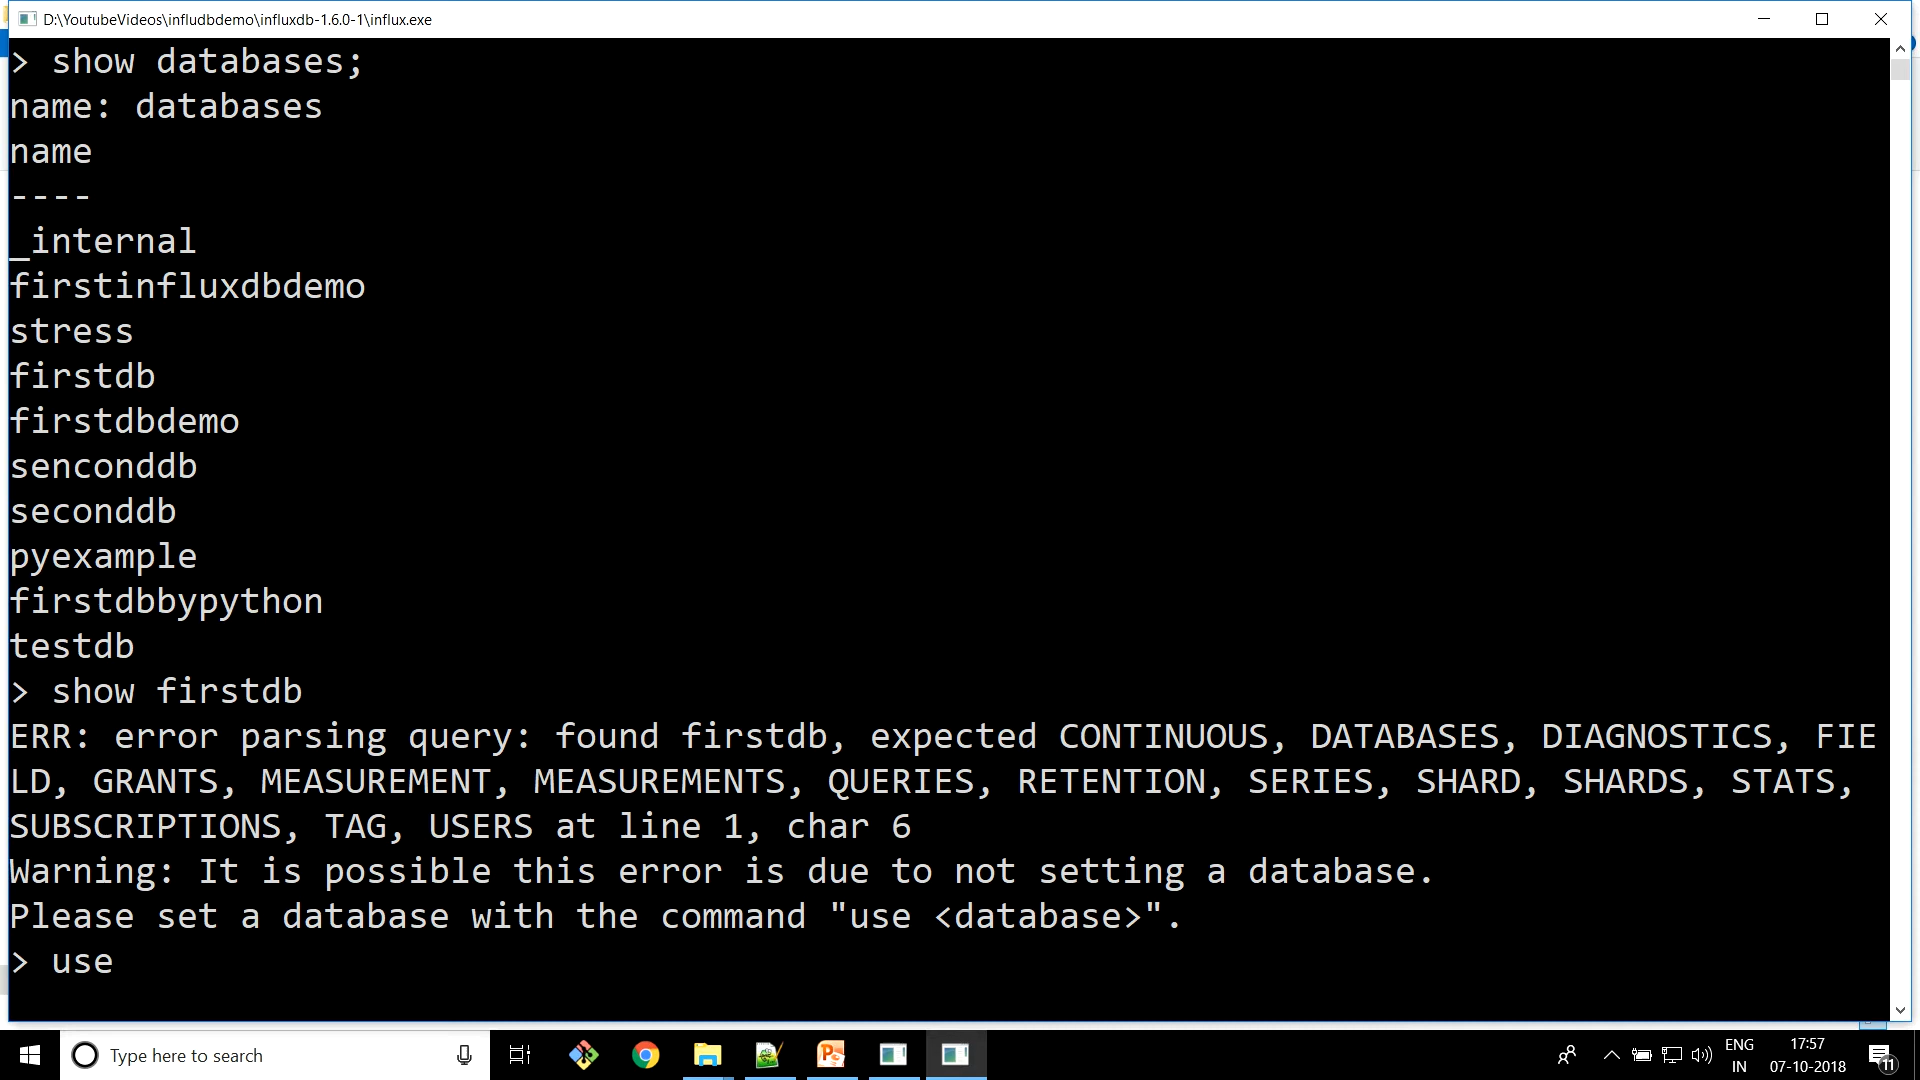 D:\YoutubeVideos\infludbdemo\influxdb-1.6.0-1\influx.exe
> show databases;
name: databases
name
----
_internal
firstinfluxdbdemo
stress
firstdb
firstdbdemo
senconddb
seconddb
pyexample
firstdbbypython
testdb
> show firstdb
ERR: error parsing query: found firstdb, expected CONTINUOUS, DATABASES, DIAGNOSTICS, FIE
LD, GRANTS, MEASUREMENT, MEASUREMENTS, QUERIES, RETENTION, SERIES, SHARD, SHARDS, STATS,
SUBSCRIPTIONS, TAG, USERS at line 1, char 6
Warning: It is possible this error is due to not setting a database.
Please set a database with the command "use <database>".
> use
Type here to search
ENG
IN
17:57
07-10-2018
11